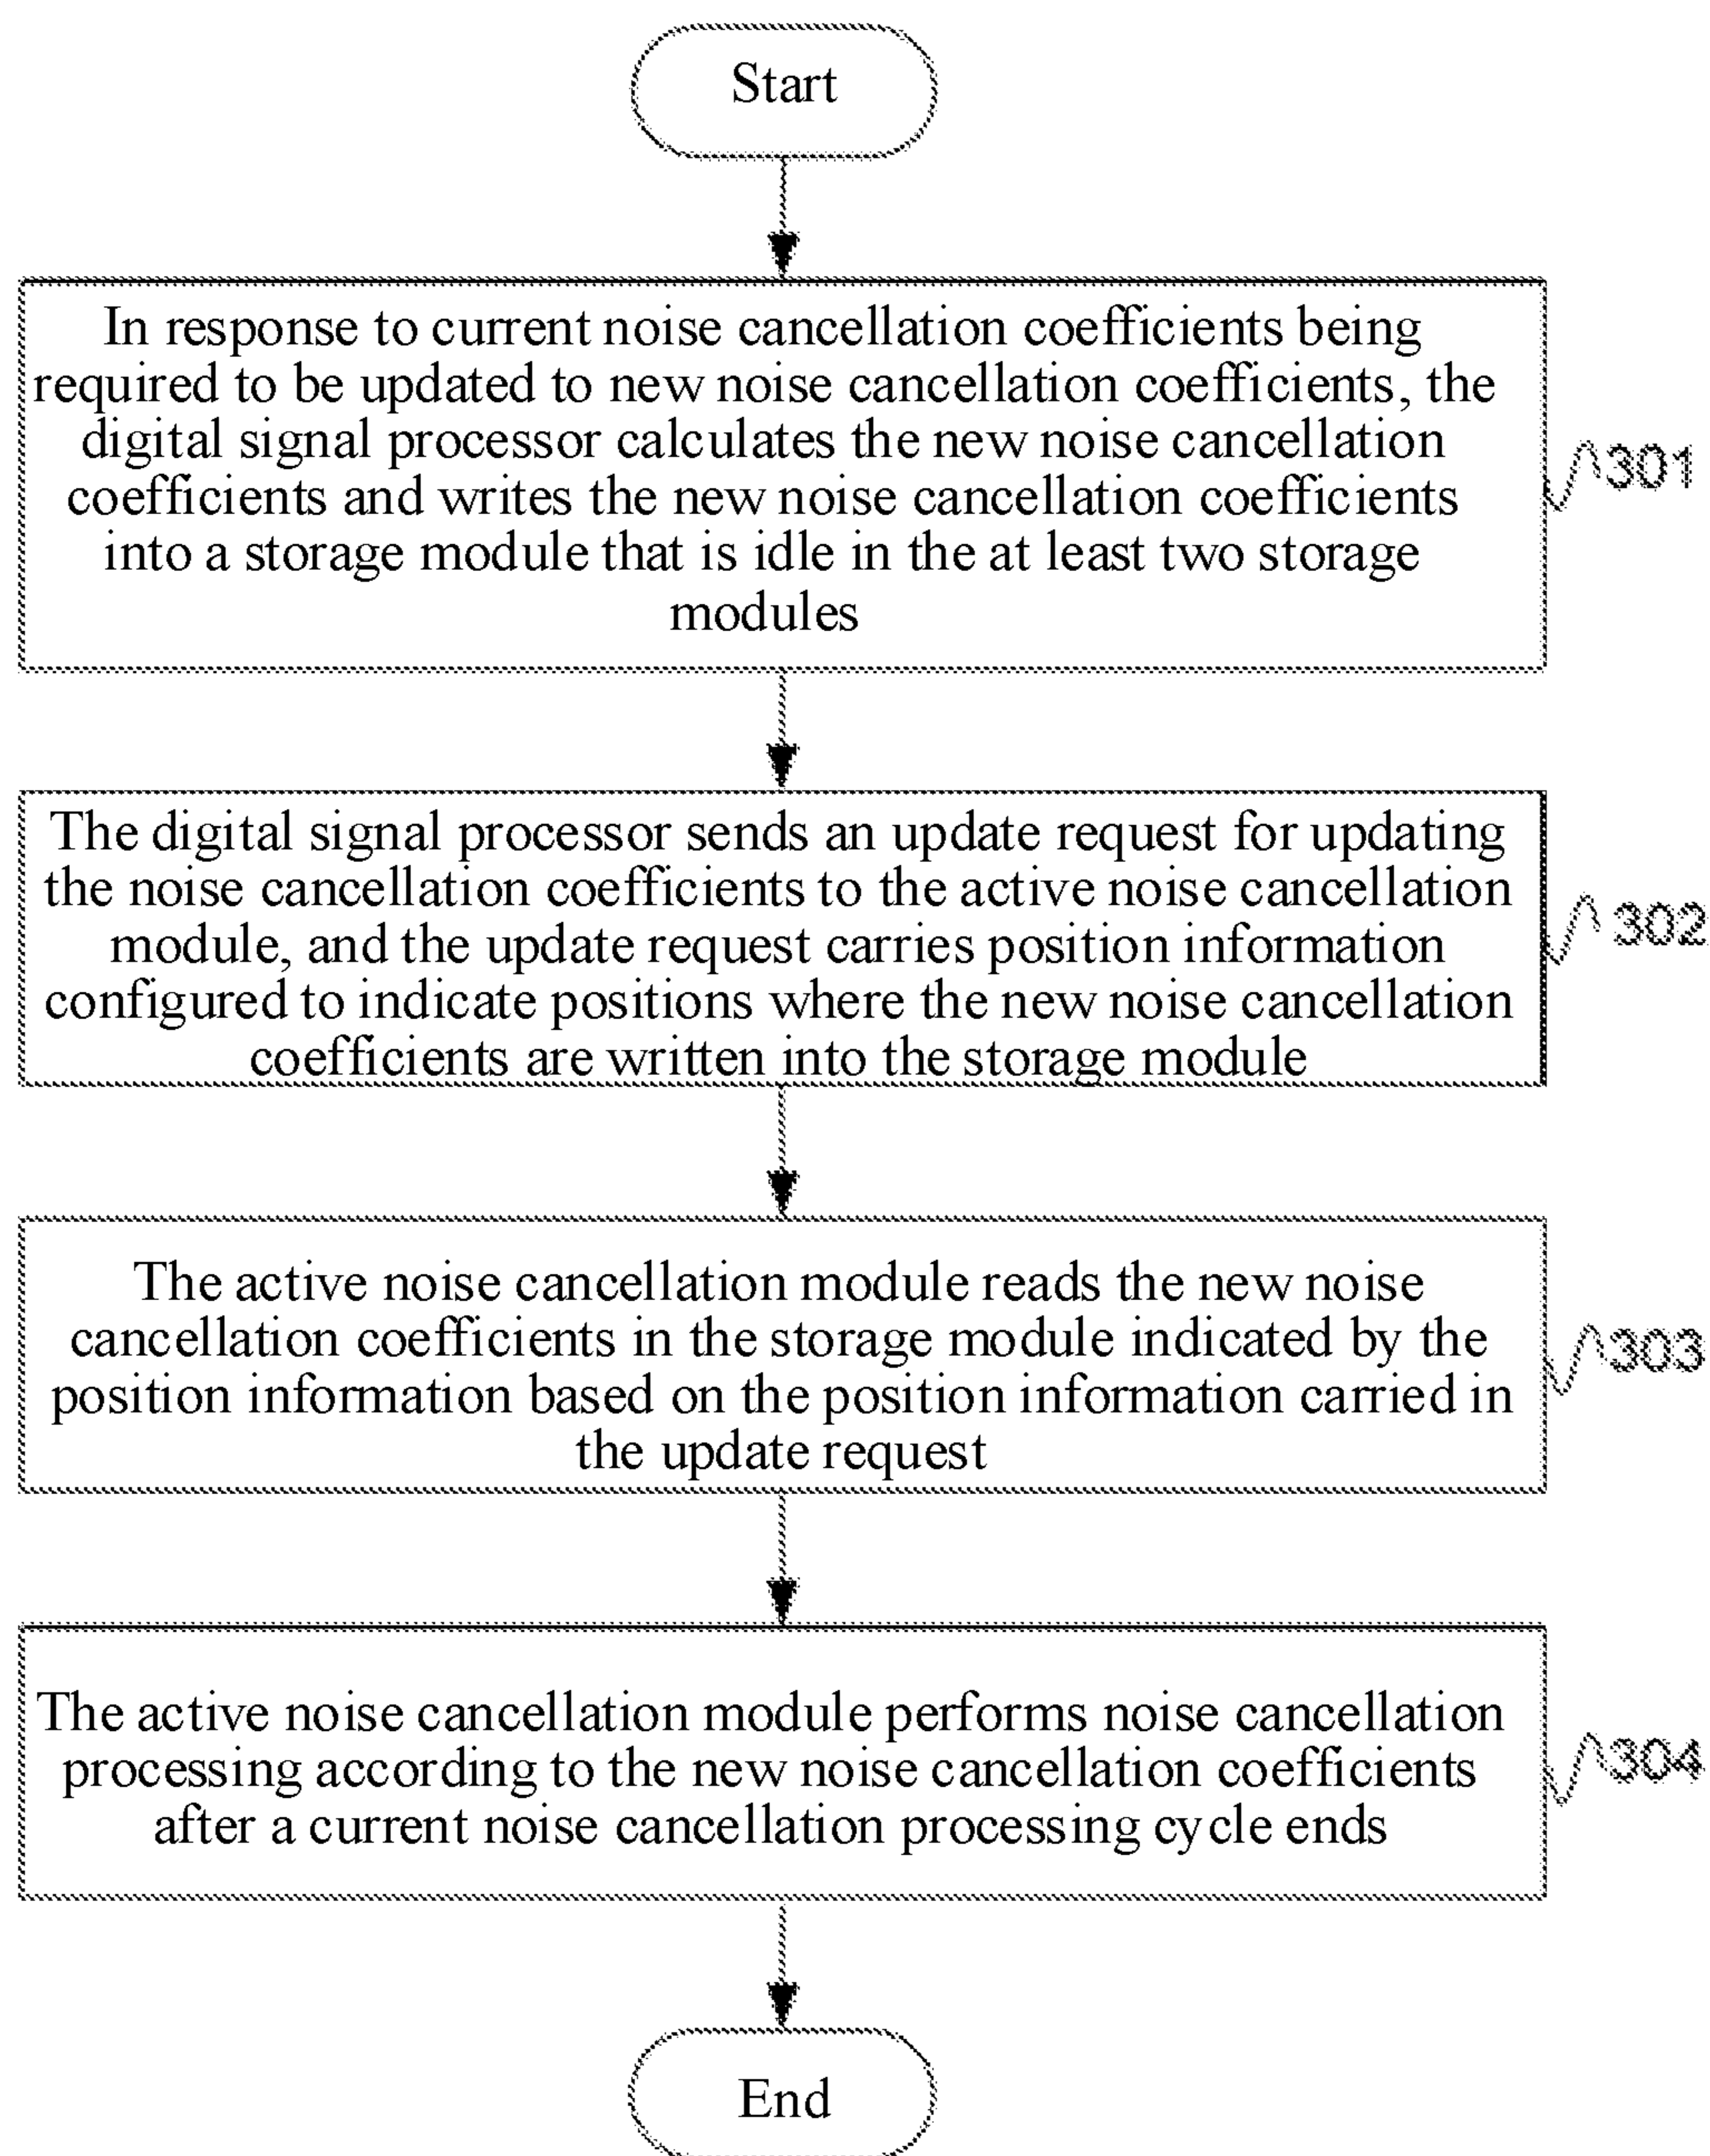 Start
In response to current noise cancellation coefficients being
required to be updated to new noise cancellation coefficients, the
digital signal processor calculates the new noise cancellation
coefficients and writes the new noise cancellation coefficients
into a storage module that is idle in the at least two storage
modules
301
The digital signal processor sends an update request for updating
the noise cancellation coefficients to the active noise cancellation
module, and the update request carries position information
configured to indicate positions where the new noise cancellation
coefficients are written into the storage module
302
The active noise cancellation module reads the new noise
cancellation coefficients in the storage module indicated by the
position information based on the position information carried in
the update request
303
The active noise cancellation module performs noise cancellation
processing according to the new noise cancellation coefficients
after a current noise cancellation processing cycle ends
304
End